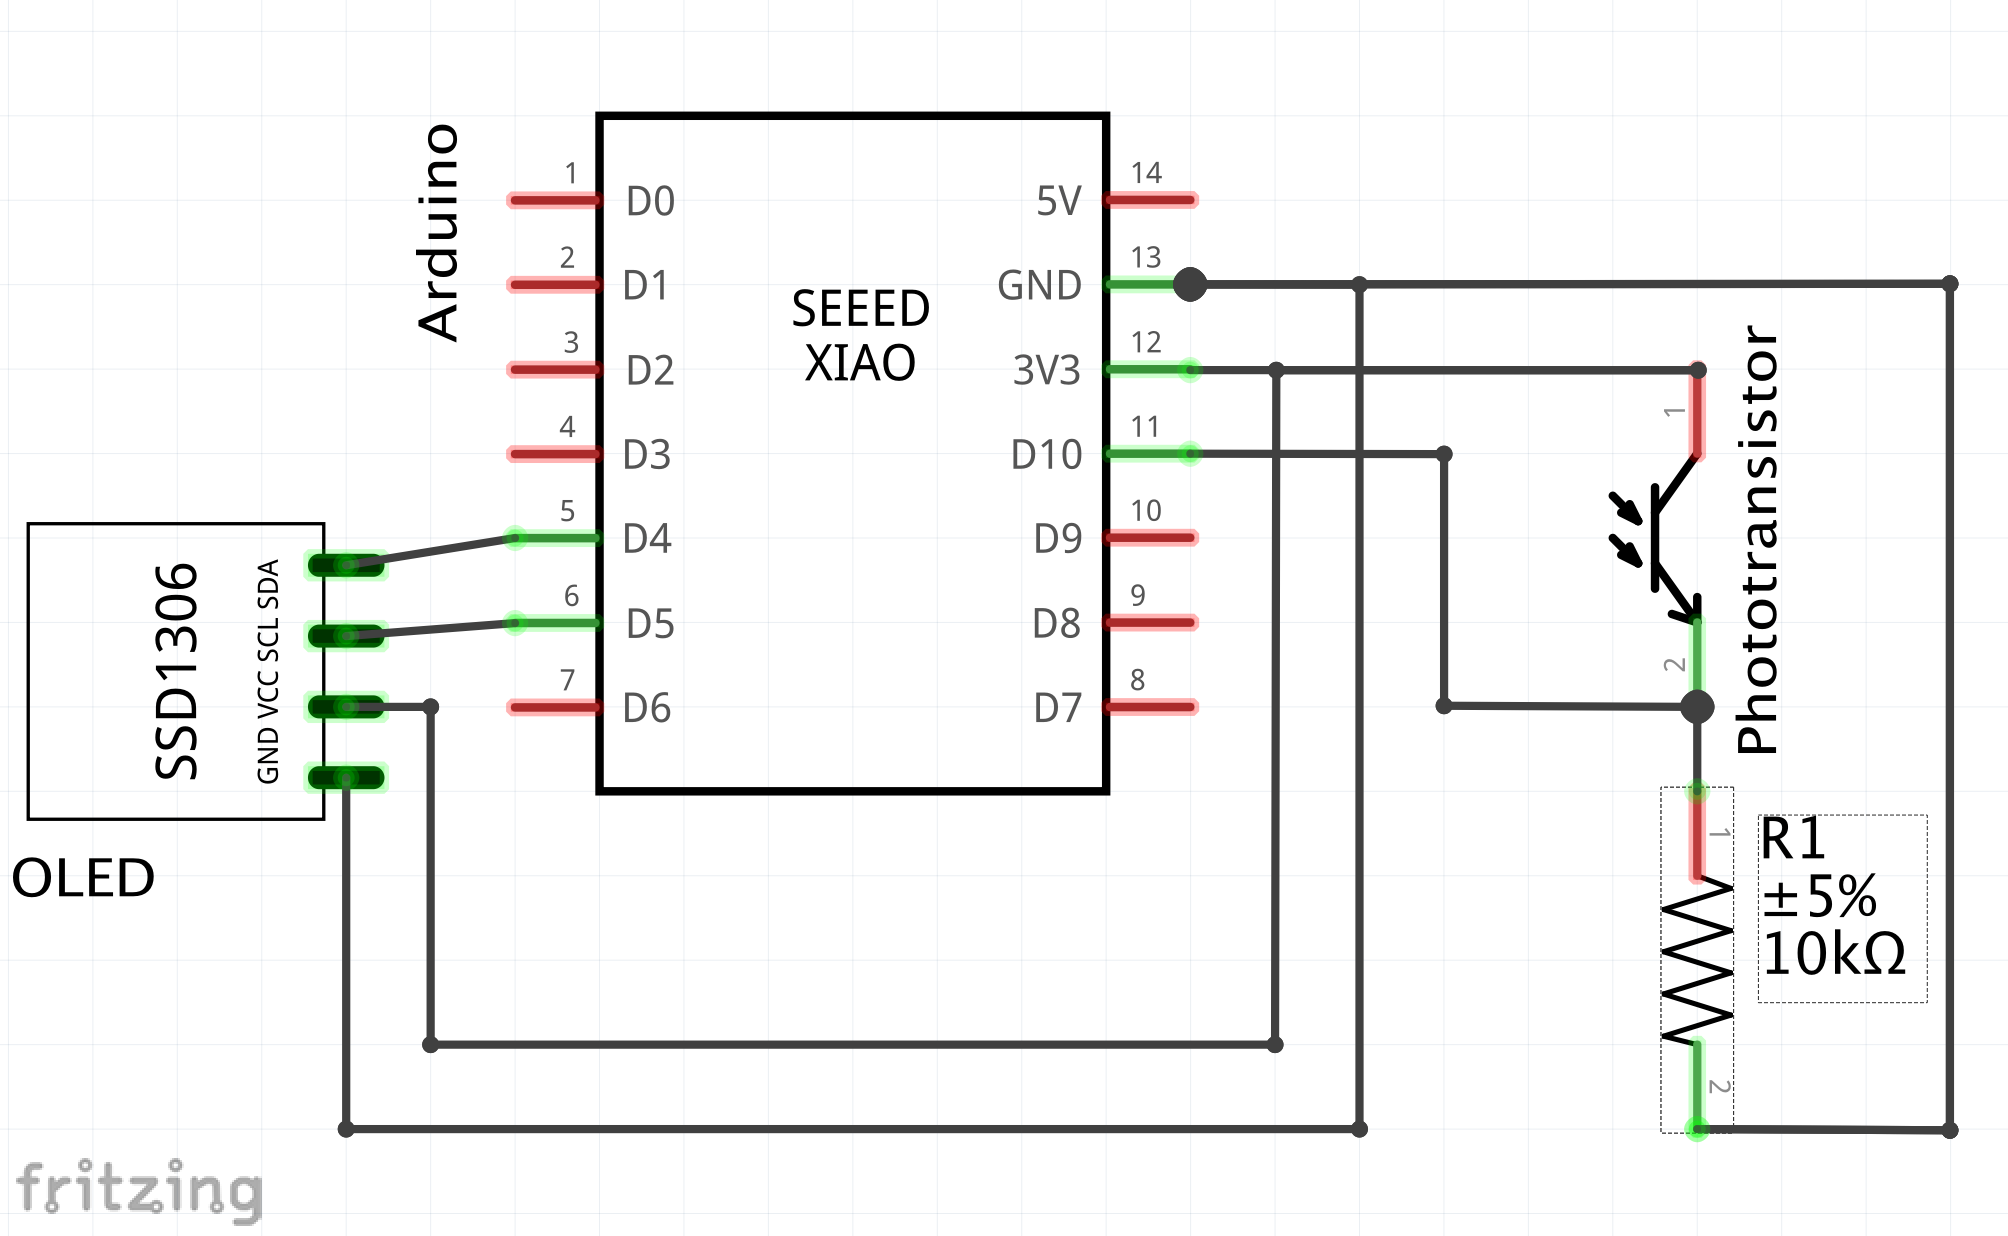 Arduino
1
D0
2
D1
3
D2
4
D3
5
D4
6
D5
7
D6
SEEED
XIAO
14
5V
13
GND
12
3V3
11
D10
10
D9
9
D8
8
D7
SSD1306
GND VCC SCL SDA
OLED
1
2
Phototransistor
1
2
R1
±5%
10kΩ
fritzing